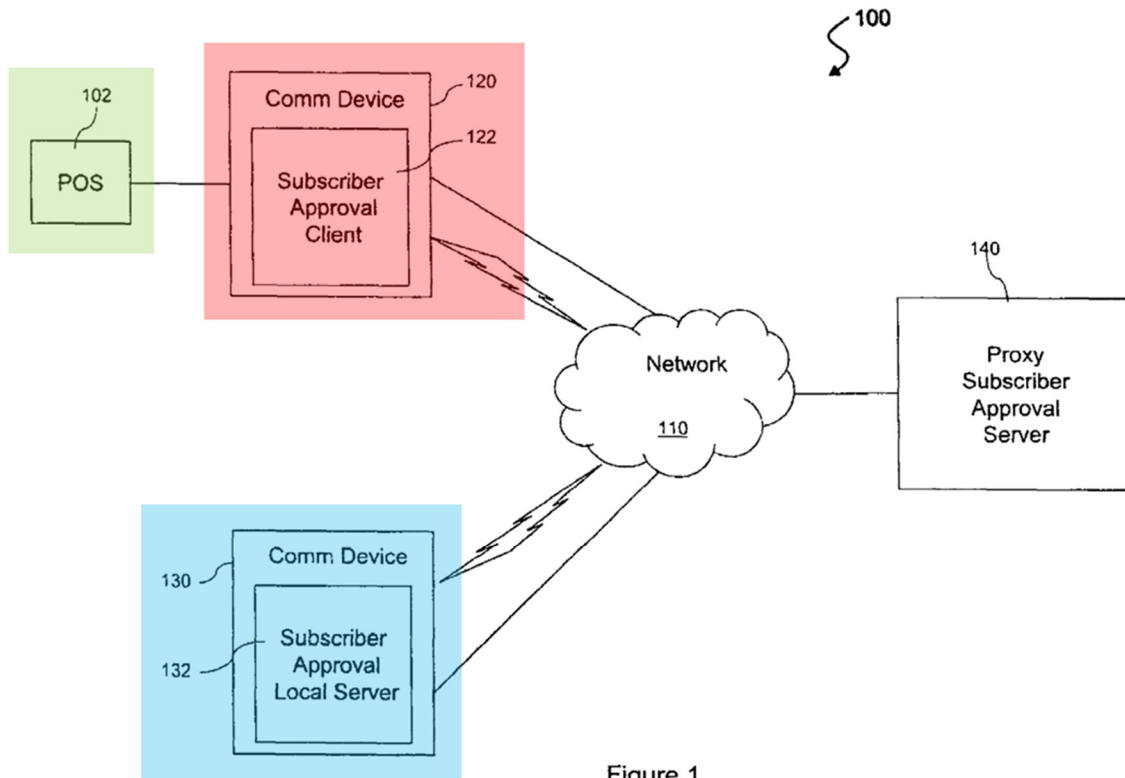 100
102
POS
120
Comm Device
122
Subscriber
Approval
Client
140
Proxy
Subscriber
Approval
Server
Network
110
130
Comm Device
132
Subscriber
Approval
Local Server
Figure 1